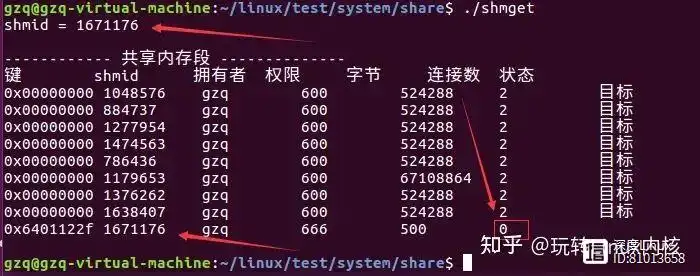 gzq@gzq-virtual-machine:~/linux/test/system/share$ ./shmget
shmid = 1671176
------------ 共享内存段 --------------
键 shmid 拥有者 权限 字节 连接数 状态
0x00000000 1048576 gzq 600 524288 2 目标
0x00000000 884737 gzq 600 524288 2 目标
0x00000000 1277954 gzq 600 524288 2 目标
0x00000000 1474563 gzq 600 524288 2 目标
0x00000000 786436 gzq 600 524288 2 目标
0x00000000 1179653 gzq 600 67108864 2 目标
0x00000000 1376262 gzq 600 524288 2 目标
0x00000000 1638407 gzq 600 524288 2 目标
0x6401122f 1671176 gzq 666 500 0
gzq@gzq-virtual-machine:~/linux/test/system/share$
知乎 @玩转 内核
ID:81013658